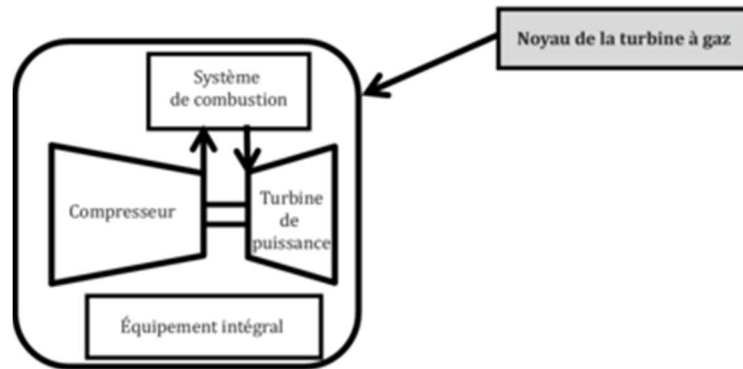 Noyau de la turbine à gaz
Système
de combustion
Compresseur
Turbine
de
puissance
Équipement intégral